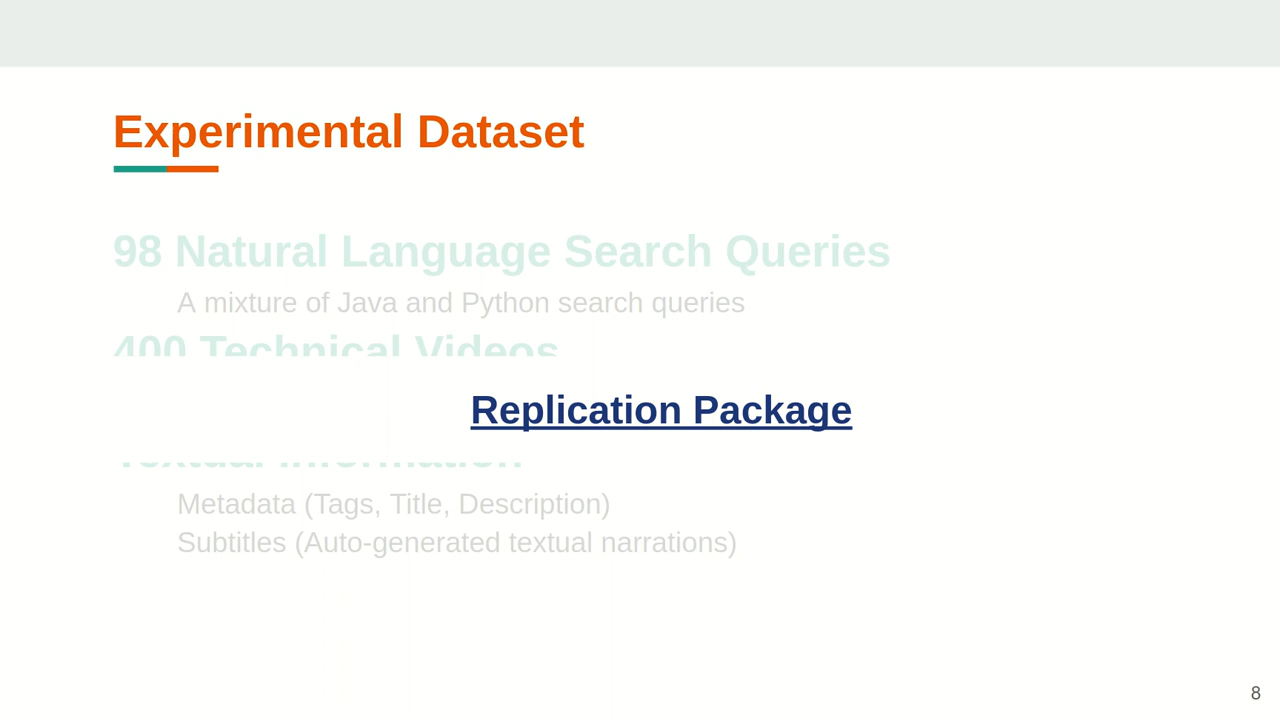 Experimental Dataset
98 Natural Language Search Queries
A mixture of Java and Python search queries
400 Technical Videos
Replication Package
Textual Information
Metadata (Tags, Title, Description)
Subtitles (Auto-generated textual narrations)
8